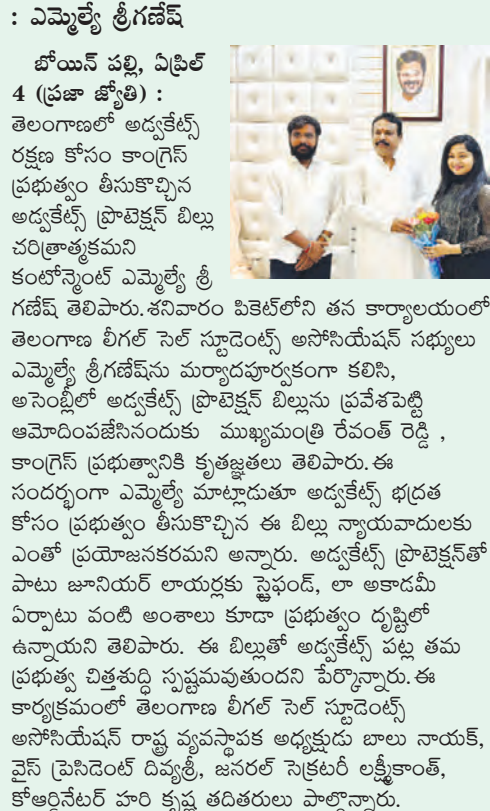 : ఎమ్మెల్యే శ్రీగణేష్
బోయిన్ పల్లి, ఏప్రిల్
4 (ప్రజా జ్యోతి) :
తెలంగాణలో అడ్వకేట్స్
రక్షణ కోసం కాంగ్రెస్
ప్రభుత్వం తీసుకొచ్చిన
అడ్వకేట్స్ ప్రొటెక్షన్ బిల్లు
చరిత్రాత్మకమని
కంటోన్మెంట్ ఎమ్మెల్యే శ్రీ
గణేష్ తెలిపారు.శనివారం పికెట్‌లోని తన కార్యాలయంలో
తెలంగాణ లీగల్ సెల్ స్టూడెంట్స్ అసోసియేషన్ సభ్యులు
ఎమ్మెల్యే శ్రీగణేష్‌ను మర్యాదపూర్వకంగా కలిసి,
అసెంబ్లీలో అడ్వకేట్స్ ప్రొటెక్షన్ బిల్లును ప్రవేశపెట్టి
ఆమోదింపజేసినందుకు ముఖ్యమంత్రి రేవంత్ రెడ్డి ,
కాంగ్రెస్ ప్రభుత్వానికి కృతజ్ఞతలు తెలిపారు.ఈ
సందర్భంగా ఎమ్మెల్యే మాట్లాడుతూ అడ్వకేట్స్ భద్రత
కోసం ప్రభుత్వం తీసుకొచ్చిన ఈ బిల్లు న్యాయవాదులకు
ఎంతో ప్రయోజనకరమని అన్నారు. అడ్వకేట్స్ ప్రొటెక్షన్‌తో
పాటు జూనియర్ లాయర్లకు స్టైఫండ్, లా అకాడమీ
ఏర్పాటు వంటి అంశాలు కూడా ప్రభుత్వం దృష్టిలో
ఉన్నాయని తెలిపారు. ఈ బిల్లుతో అడ్వకేట్స్ పట్ల తమ
ప్రభుత్వ చిత్తశుద్ధి స్పష్టమవుతుందని పేర్కొన్నారు.ఈ
కార్యక్రమంలో తెలంగాణ లీగల్ సెల్ స్టూడెంట్స్
అసోసియేషన్ రాష్ట్ర వ్యవస్థాపక అధ్యక్షుడు బాలు నాయక్,
వైస్ ప్రెసిడెంట్ దివ్యశ్రీ, జనరల్ సెక్రటరీ లక్ష్మీకాంత్,
కోఆర్డినేటర్ హరి కృష్ణ తదితరులు పాల్గొన్నారు.